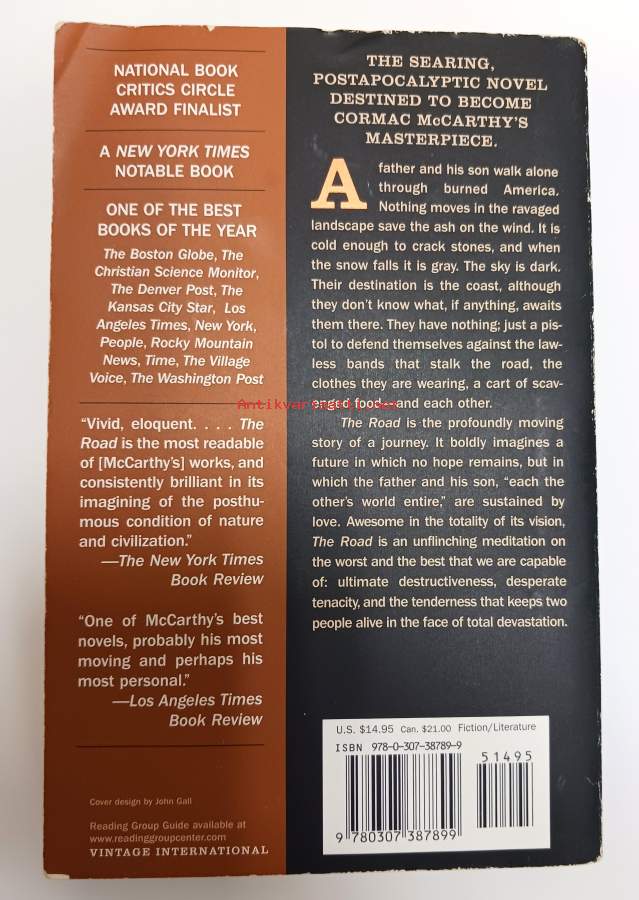 NATIONAL BOOK
CRITICS CIRCLE
AWARD FINALIST
A NEW YORK TIMES
NOTABLE BOOK
ONE OF THE BEST
BOOKS OF THE YEAR
The Boston Globe, The
Christian Science Monitor,
The Denver Post, The
Kansas City Star, Los
Angeles Times, New York,
People, Rocky Mountain
News, Time, The Village
Voice, The Washington Post
“Vivid, eloquent. . . . The
Road is the most readable
of [McCarthy’s] works, and
consistently brilliant in its
imagining of the posthu-
mous condition of nature
and civilization.”
—The New York Times
Book Review
“One of McCarthy’s best
novels, probably his most
moving and perhaps his
most personal.”
—Los Angeles Times
Book Review
Cover design by John Gall
Reading Group Guide available at
www.readinggroupcenter.com
VINTAGE INTERNATIONAL
THE SEARING,
POSTAPOCALYPTIC NOVEL
DESTINED TO BECOME
CORMAC McCARTHY’S
MASTERPIECE.
A father and his son walk alone
through burned America.
Nothing moves in the ravaged
landscape save the ash on the wind. It is
cold enough to crack stones, and when
the snow falls it is gray. The sky is dark.
Their destination is the coast, although
they don’t know what, if anything, awaits
them there. They have nothing; just a pis-
tol to defend themselves against the law-
less bands that stalk the road, the
clothes they are wearing, a cart of scav-
enged food—and each other.
The Road is the profoundly moving
story of a journey. It boldly imagines a
future in which no hope remains, but in
which the father and his son, “each the
other’s world entire,” are sustained by
love. Awesome in the totality of its vision,
The Road is an unflinching meditation on
the worst and the best that we are capable
of: ultimate destructiveness, desperate
tenacity, and the tenderness that keeps two
people alive in the face of total devastation.
U.S. $14.95 Can. $21.00 Fiction/Literature
ISBN 978-0-307-38789-9
51495
9 780307 387899